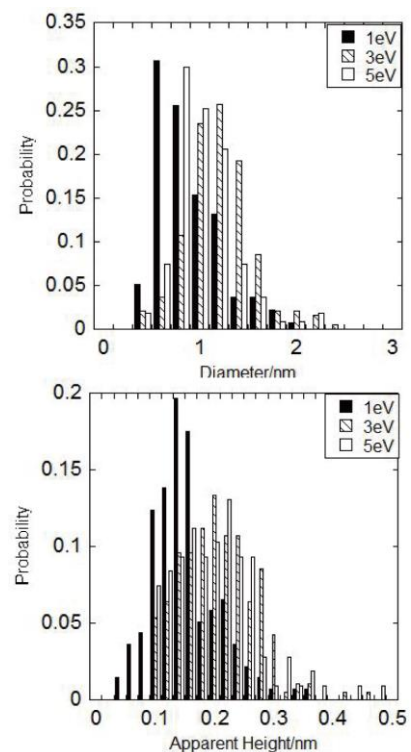 0.35
1eV
3eV
5eV
0.3
0.25
0.2
0.15
0.1
0.05
0
Probability
0 1 2 3
Diameter/nm
0.2
1eV
3eV
5eV
0.15
0.1
0.05
0
Probability
0 0.1 0.2 0.3 0.4 0.5
Apparent Height/nm